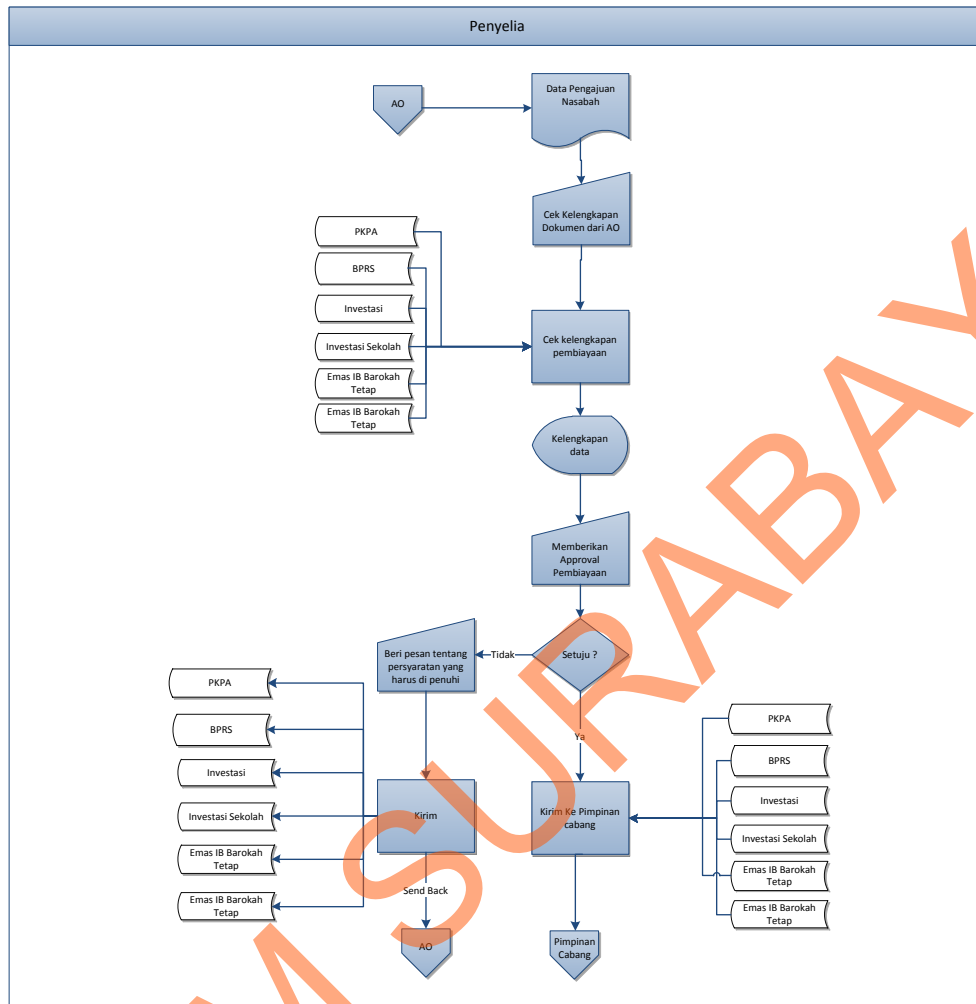 Penyelia
AO
Data Pengajuan
Nasabah
Cek Kelengkapan
Dokumen dari AO
PKPA
BPRS
Investasi
Investasi Sekolah
Emas IB Barokah
Tetap
Emas IB Barokah
Tetap
Cek kelengkapan
pembiayaan
Kelengkapan
data
Memberikan
Approval
Pembiayaan
Setuju ?
Tidak
Beri pesan tentang
persyaratan yang
harus di penuhi
Ya
PKPA
BPRS
Investasi
Investasi Sekolah
Emas IB Barokah
Tetap
Emas IB Barokah
Tetap
Kirim
Send Back
AO
Kirim Ke Pimpinan
cabang
Pimpinan
Cabang
PKPA
BPRS
Investasi
Investasi Sekolah
Emas IB Barokah
Tetap
Emas IB Barokah
Tetap
M SURABAY